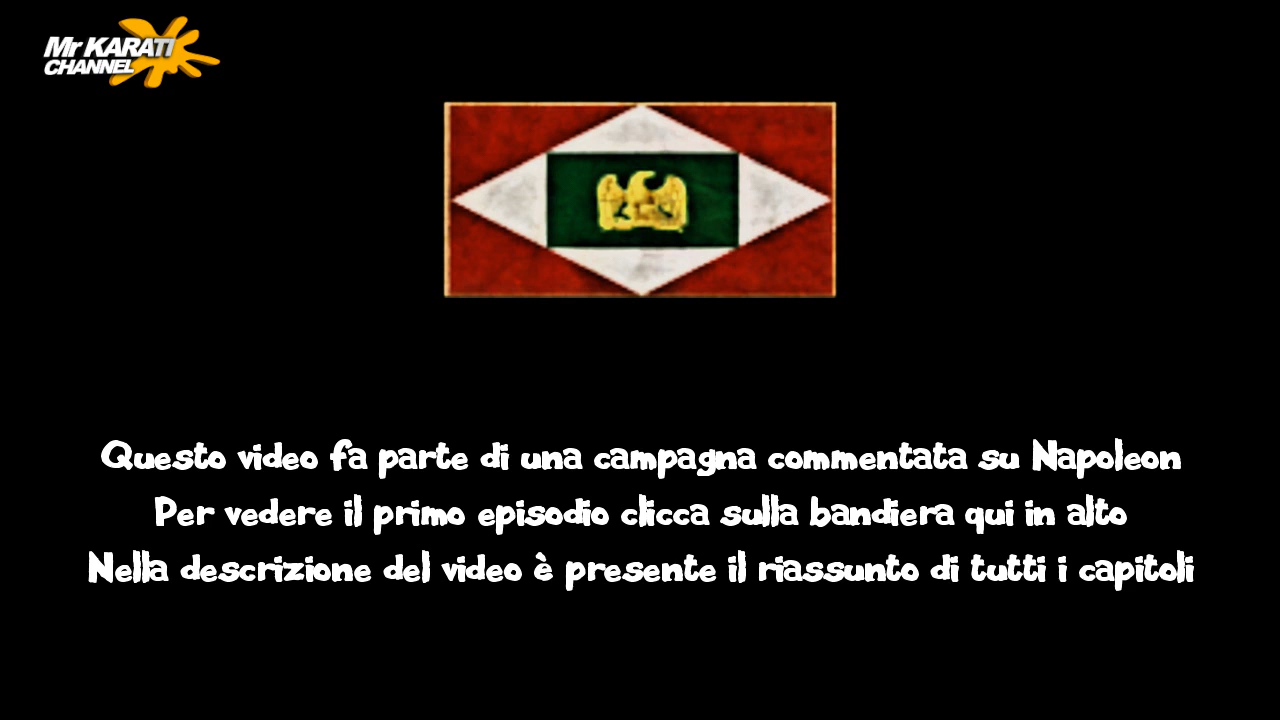 Mr KARATI
CHANNEL
Questo video fa parte di una campagna commentata su Napoleon
Per vedere il primo episodio clicca sulla bandiera qui in alto
Nella descrizione del video è presente il riassunto di tutti i capitoli